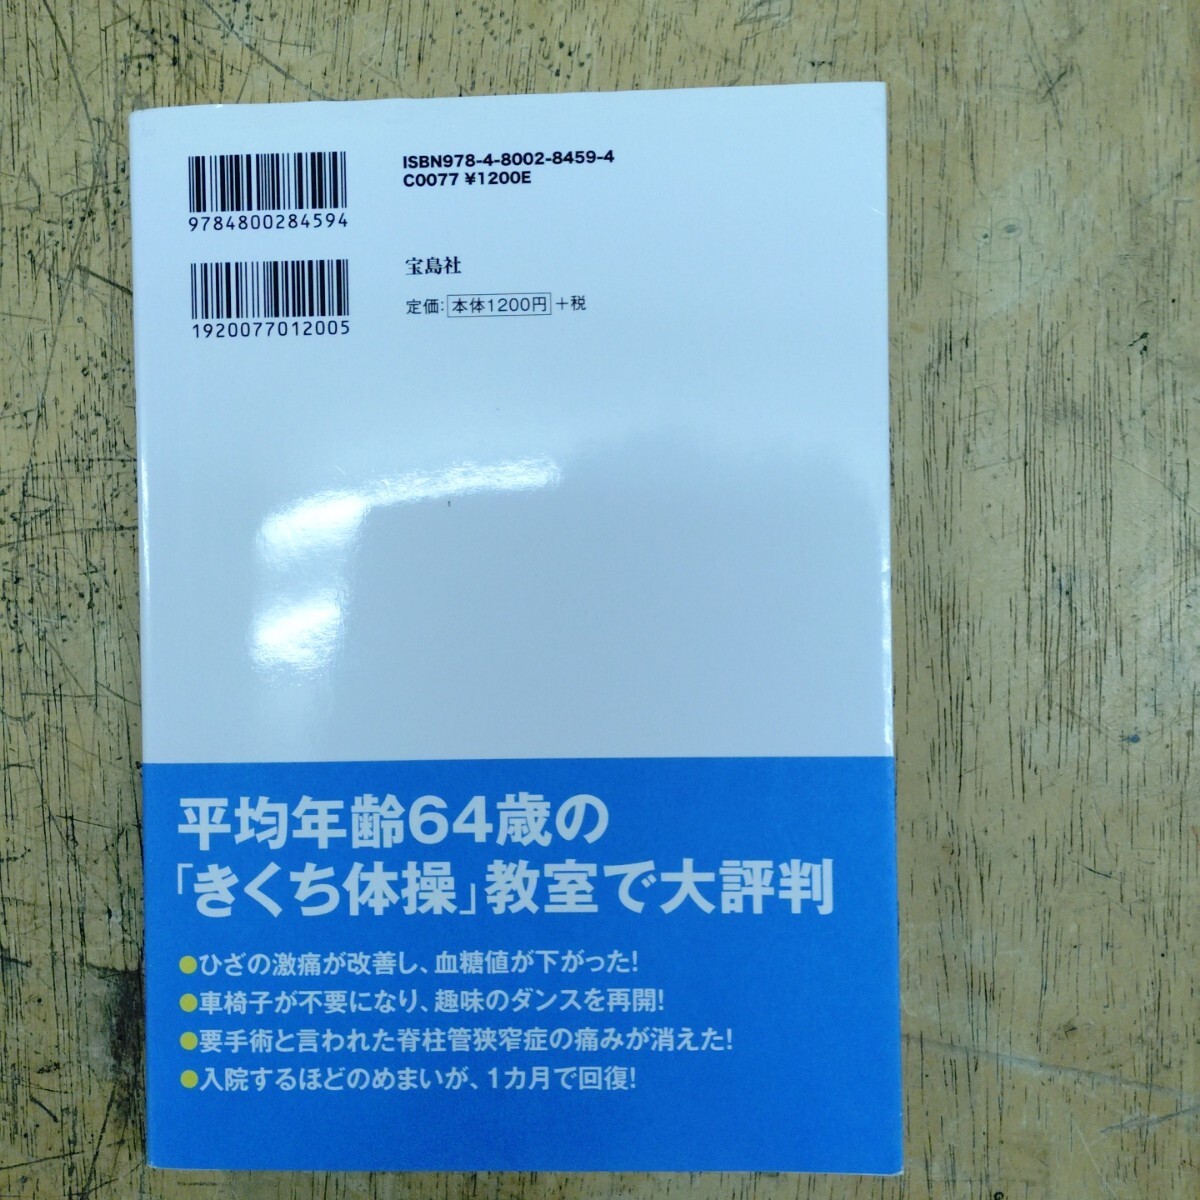 ISBN978-4-8002-8459-4
C0077 ¥1200E
9784800284594
宝島社
定価:本体1200円+税
1920077012005
平均年齢64歳の
「きくち体操」教室で大評判
●ひざの激痛が改善し、血糖値が下がった!
●車椅子が不要になり、趣味のダンスを再開!
●要手術と言われた脊柱管狭窄症の痛みが消えた!
●入院するほどのめまいが、1カ月で回復!